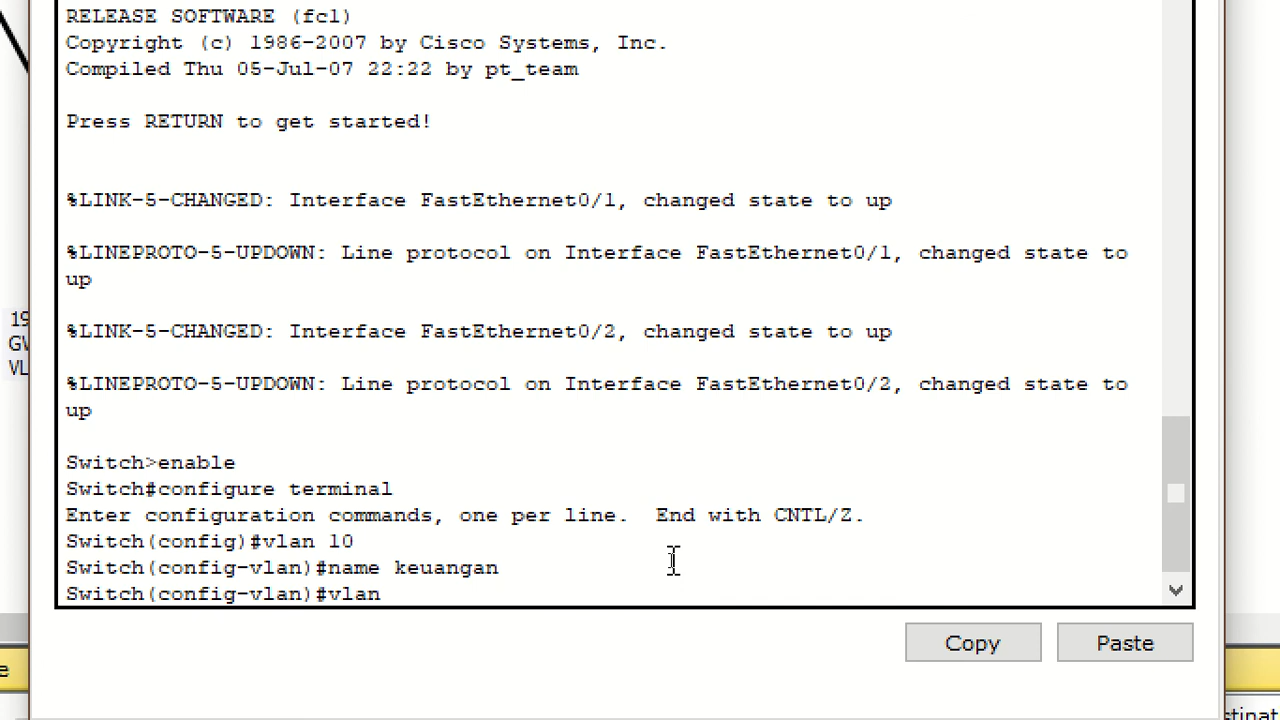 RELEASE SOFTWARE (fc1)
Copyright (c) 1986-2007 by Cisco Systems, Inc.
Compiled Thu 05-Jul-07 22:22 by pt_team
Press RETURN to get started!
%LINK-5-CHANGED: Interface FastEthernet0/1, changed state to up
%LINEPROTO-5-UPDOWN: Line protocol on Interface FastEthernet0/1, changed state to
up
%LINK-5-CHANGED: Interface FastEthernet0/2, changed state to up
%LINEPROTO-5-UPDOWN: Line protocol on Interface FastEthernet0/2, changed state to
up
Switch>enable
Switch#configure terminal
Enter configuration commands, one per line.  End with CNTL/Z.
Switch(config)#vlan 10
Switch(config-vlan)#name keuangan
Switch(config-vlan)#vlan
Copy
Paste